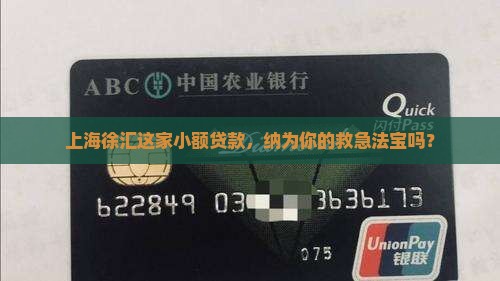 ABC 中国农业银行
Quick
闪付Pass
上海徐汇这家小额贷款，纳为你的救急法宝吗？
622849 03 3636173
075
UnionPay
银联